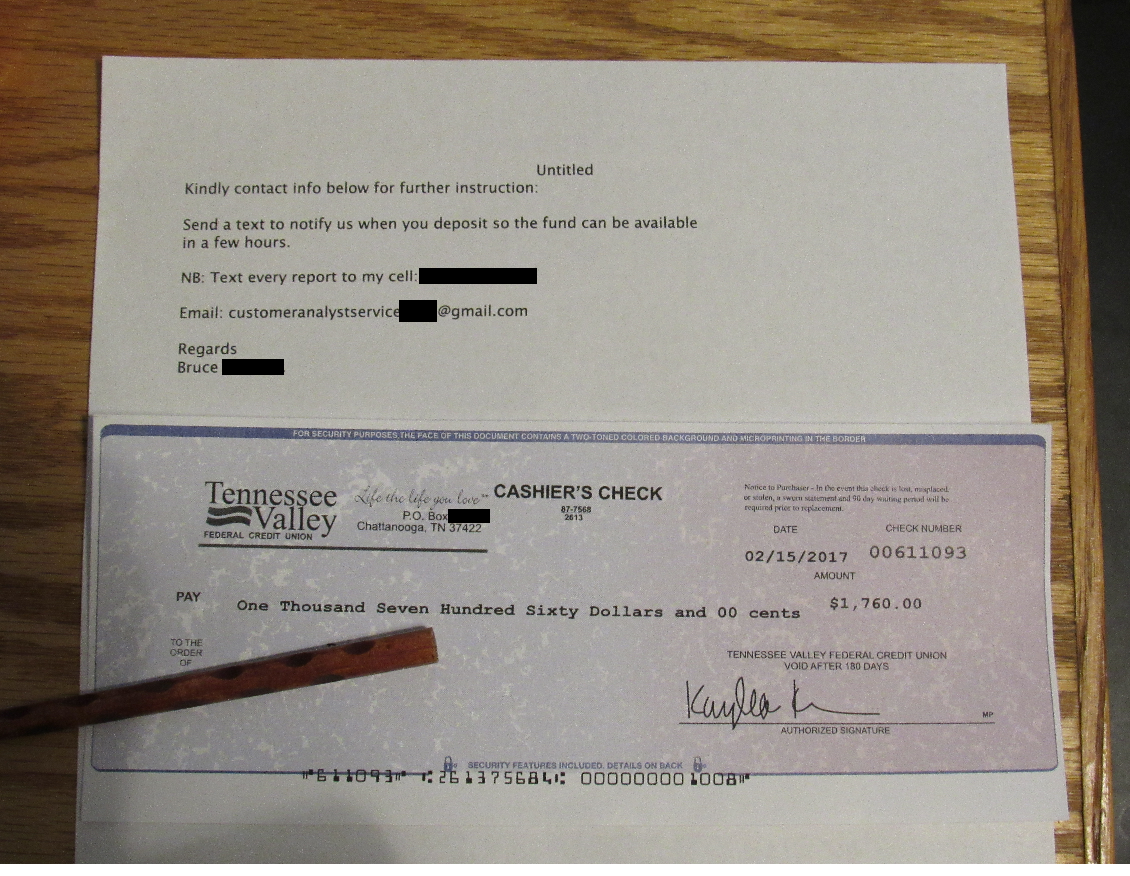 Untitled
Kindly contact info below for further instruction:
Send a text to notify us when you deposit so the fund can be available
in a few hours.
NB: Text every report to my cell:
Email: customeranalystservice @gmail.com
Regards
Bruce
FOR SECURITY PURPOSES, THE FACE OF THIS DOCUMENT CONTAINS A TWO-TONED COLORED BACKGROUND AND MICROPRINTING IN THE BORDER
Tennessee
Valley
FEDERAL CREDIT UNION
Life the life you love
P.O. Box
Chattanooga, TN 37422
CASHIER'S CHECK
87-7568
2613
Notice to Purchaser - In the event this check is lost, misplaced
or stolen, a sworn statement and 90 day waiting period will be
required prior to replacement.
DATE
CHECK NUMBER
02/15/2017
00611093
AMOUNT
PAY
One Thousand Seven Hundred Sixty Dollars and 00 cents
$1,760.00
TO THE
ORDER
OF
TENNESSEE VALLEY FEDERAL CREDIT UNION
VOID AFTER 180 DAYS
Kaylea K
MP
AUTHORIZED SIGNATURE
SECURITY FEATURES INCLUDED. DETAILS ON BACK
⑈611093⑈ ⑆261375684⑆ 000000001008⑈